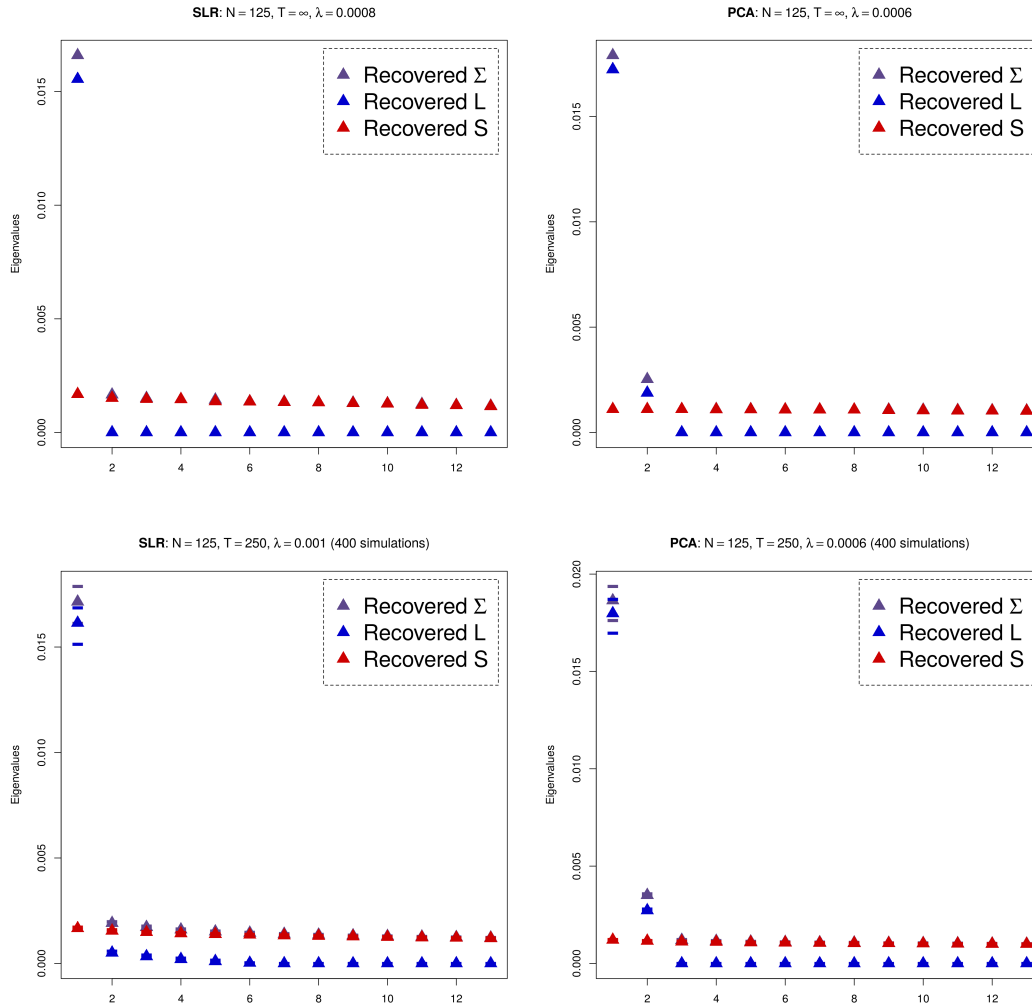 SLR: N = 125, T = ∞, λ = 0.0008
Eigenvalues
0.015
0.010
0.005
0.000
2 4 6 8 10 12
Recovered Σ
Recovered L
Recovered S
PCA: N = 125, T = ∞, λ = 0.0006
Eigenvalues
0.015
0.010
0.005
0.000
2 4 6 8 10 12
Recovered Σ
Recovered L
Recovered S
SLR: N = 125, T = 250, λ = 0.001 (400 simulations)
Eigenvalues
0.015
0.010
0.005
0.000
2 4 6 8 10 12
Recovered Σ
Recovered L
Recovered S
PCA: N = 125, T = 250, λ = 0.0006 (400 simulations)
Eigenvalues
0.020
0.015
0.010
0.005
0.000
2 4 6 8 10 12
Recovered Σ
Recovered L
Recovered S